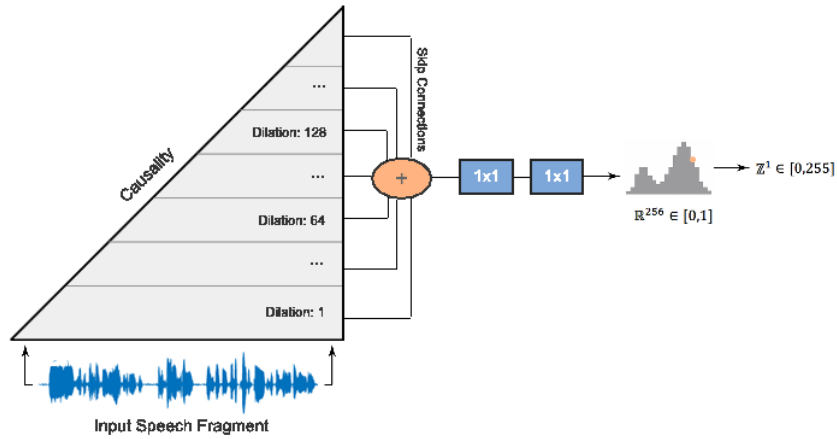 Causality
...
Dilation: 128
...
Dilation: 64
...
Dilation: 1
Skip Connections
+
1x1
1x1
ℝ²⁵⁶ ∈ [0,1]
ℤ¹ ∈ [0,255]
Input Speech Fragment